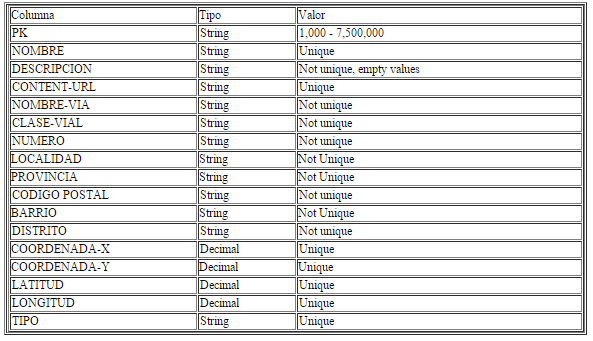 Columna Tipo Valor
PK String 1,000 - 7,500,000
NOMBRE String Unique
DESCRIPCION String Not unique, empty values
CONTENT-URL String Unique
NOMBRE-VIA String Not unique
CLASE-VIAL String Not unique
NUMERO String Not unique
LOCALIDAD String Not Unique
PROVINCIA String Not Unique
CODIGO POSTAL String Not unique
BARRIO String Not Unique
DISTRITO String Not unique
COORDENADA-X Decimal Unique
COORDENADA-Y Decimal Unique
LATITUD Decimal Unique
LONGITUD Decimal Unique
TIPO String Unique